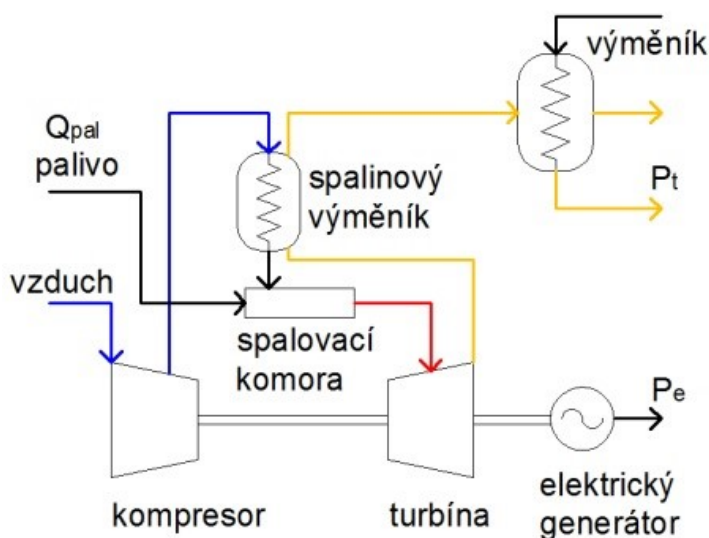 výměník
Qpal
palivo
spalinový
výměník
Pt
vzduch
spalovací
komora
Pe
kompresor
turbína
elektrický
generátor